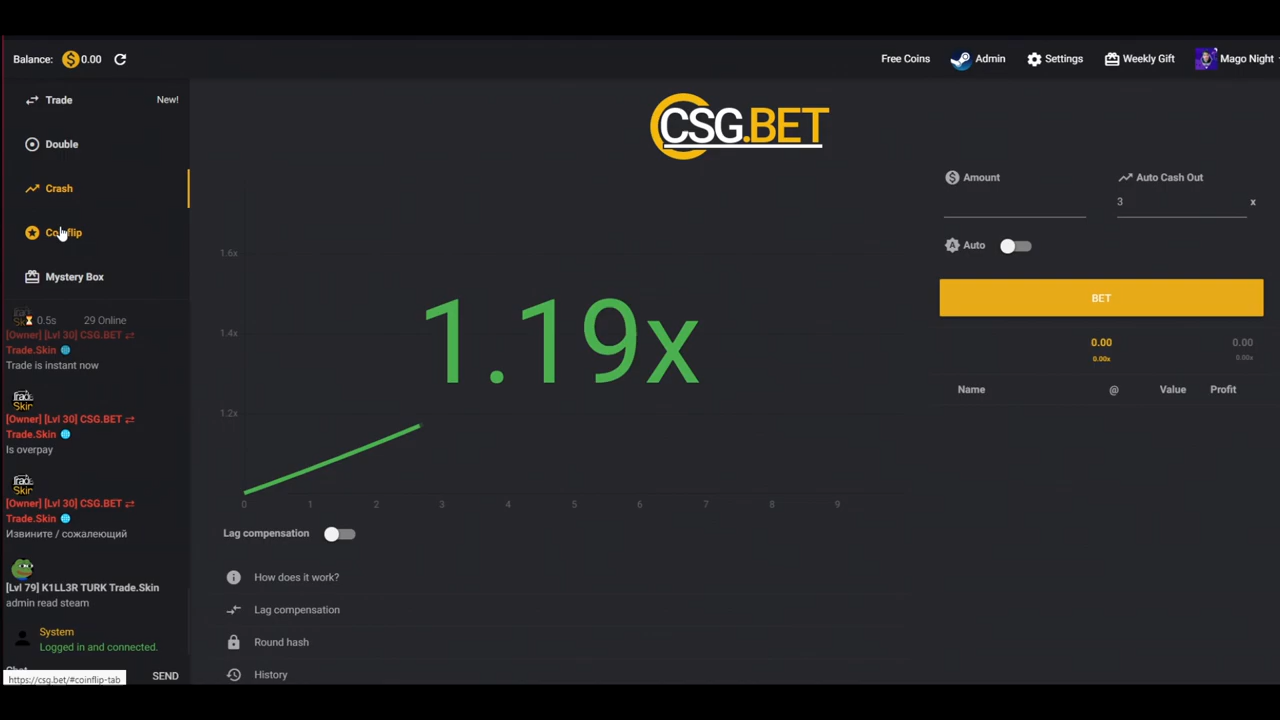 Balance: $ 0.00
Free Coins
Admin
Settings
Weekly Gift
Mago Night
Trade New!
Double
Crash
Coinflip
Mystery Box
0.5s 29 Online
[Owner] [Lvl 30] CSG.BET ⇄
Trade.Skin
Trade is instant now
[Owner] [Lvl 30] CSG.BET ⇄
Trade.Skin
Is overpay
[Owner] [Lvl 30] CSG.BET ⇄
Trade.Skin
Извините / сожалеющий
[Lvl 79] K1LL3R TURK Trade.Skin
admin read steam
System
Logged in and connected.
SEND
https://csg.bet/#coinflip-tab
CSG.BET
1.6x
1.4x
1.2x
1.19x
0 1 2 3 4 5 6 7 8 9
Lag compensation
How does it work?
Lag compensation
Round hash
History
Amount
Auto Cash Out
3 x
Auto
BET
0.00 0.00
0.00x 0.00x
Name @ Value Profit